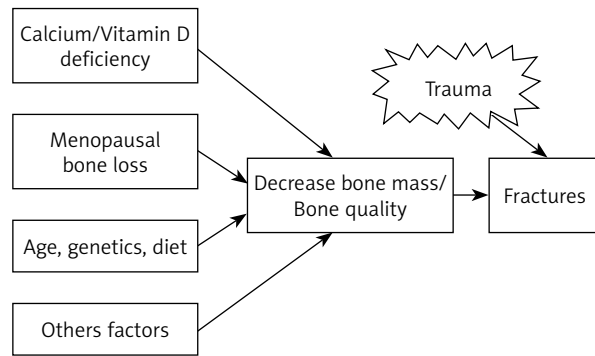 Calcium/Vitamin D
deficiency
Trauma
Menopausal
bone loss
Decrease bone mass/
Bone quality
Fractures
Age, genetics, diet
Others factors